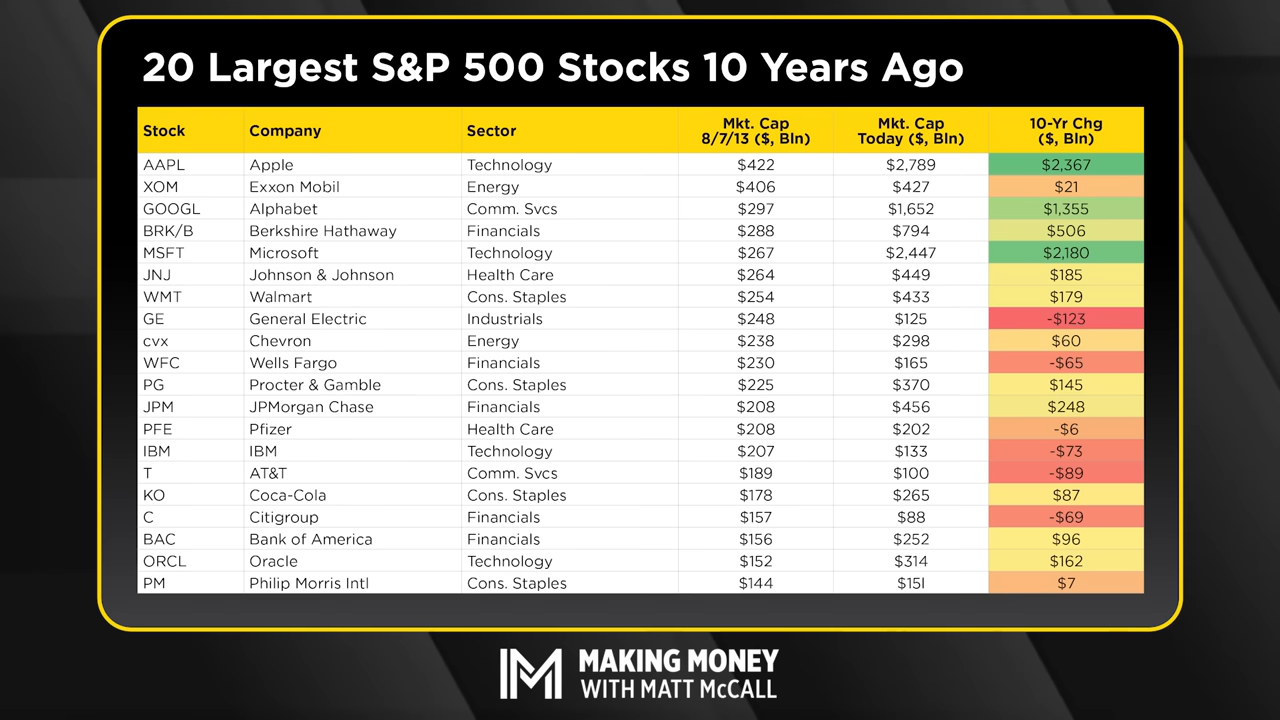 20 Largest S&P 500 Stocks 10 Years Ago
Stock Company Sector Mkt. Cap 8/7/13 ($, Bln) Mkt. Cap Today ($, Bln) 10-Yr Chg ($, Bln)
AAPL Apple Technology $422 $2,789 $2,367
XOM Exxon Mobil Energy $406 $427 $21
GOOGL Alphabet Comm. Svcs $297 $1,652 $1,355
BRK/B Berkshire Hathaway Financials $288 $794 $506
MSFT Microsoft Technology $267 $2,447 $2,180
JNJ Johnson & Johnson Health Care $264 $449 $185
WMT Walmart Cons. Staples $254 $433 $179
GE General Electric Industrials $248 $125 -$123
cvx Chevron Energy $238 $298 $60
WFC Wells Fargo Financials $230 $165 -$65
PG Procter & Gamble Cons. Staples $225 $370 $145
JPM JPMorgan Chase Financials $208 $456 $248
PFE Pfizer Health Care $208 $202 -$6
IBM IBM Technology $207 $133 -$73
T AT&T Comm. Svcs $189 $100 -$89
KO Coca-Cola Cons. Staples $178 $265 $87
C Citigroup Financials $157 $88 -$69
BAC Bank of America Financials $156 $252 $96
ORCL Oracle Technology $152 $314 $162
PM Philip Morris Intl Cons. Staples $144 $15l $7
MAKING MONEY
WITH MATT McCALL